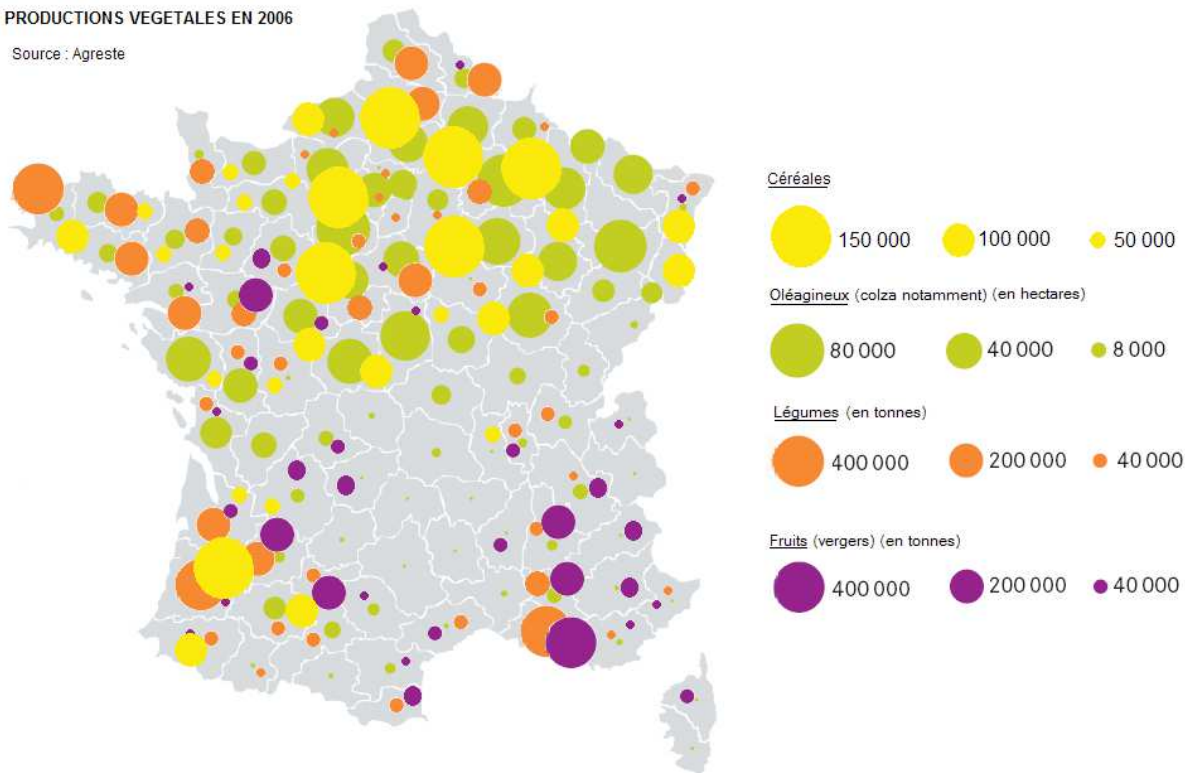 PRODUCTIONS VEGETALES EN 2006
Source : Agreste
Céréales
150 000 100 000 50 000
Oléagineux (colza notamment) (en hectares)
80 000 40 000 8 000
Légumes (en tonnes)
400 000 200 000 40 000
Fruits (vergers) (en tonnes)
400 000 200 000 40 000